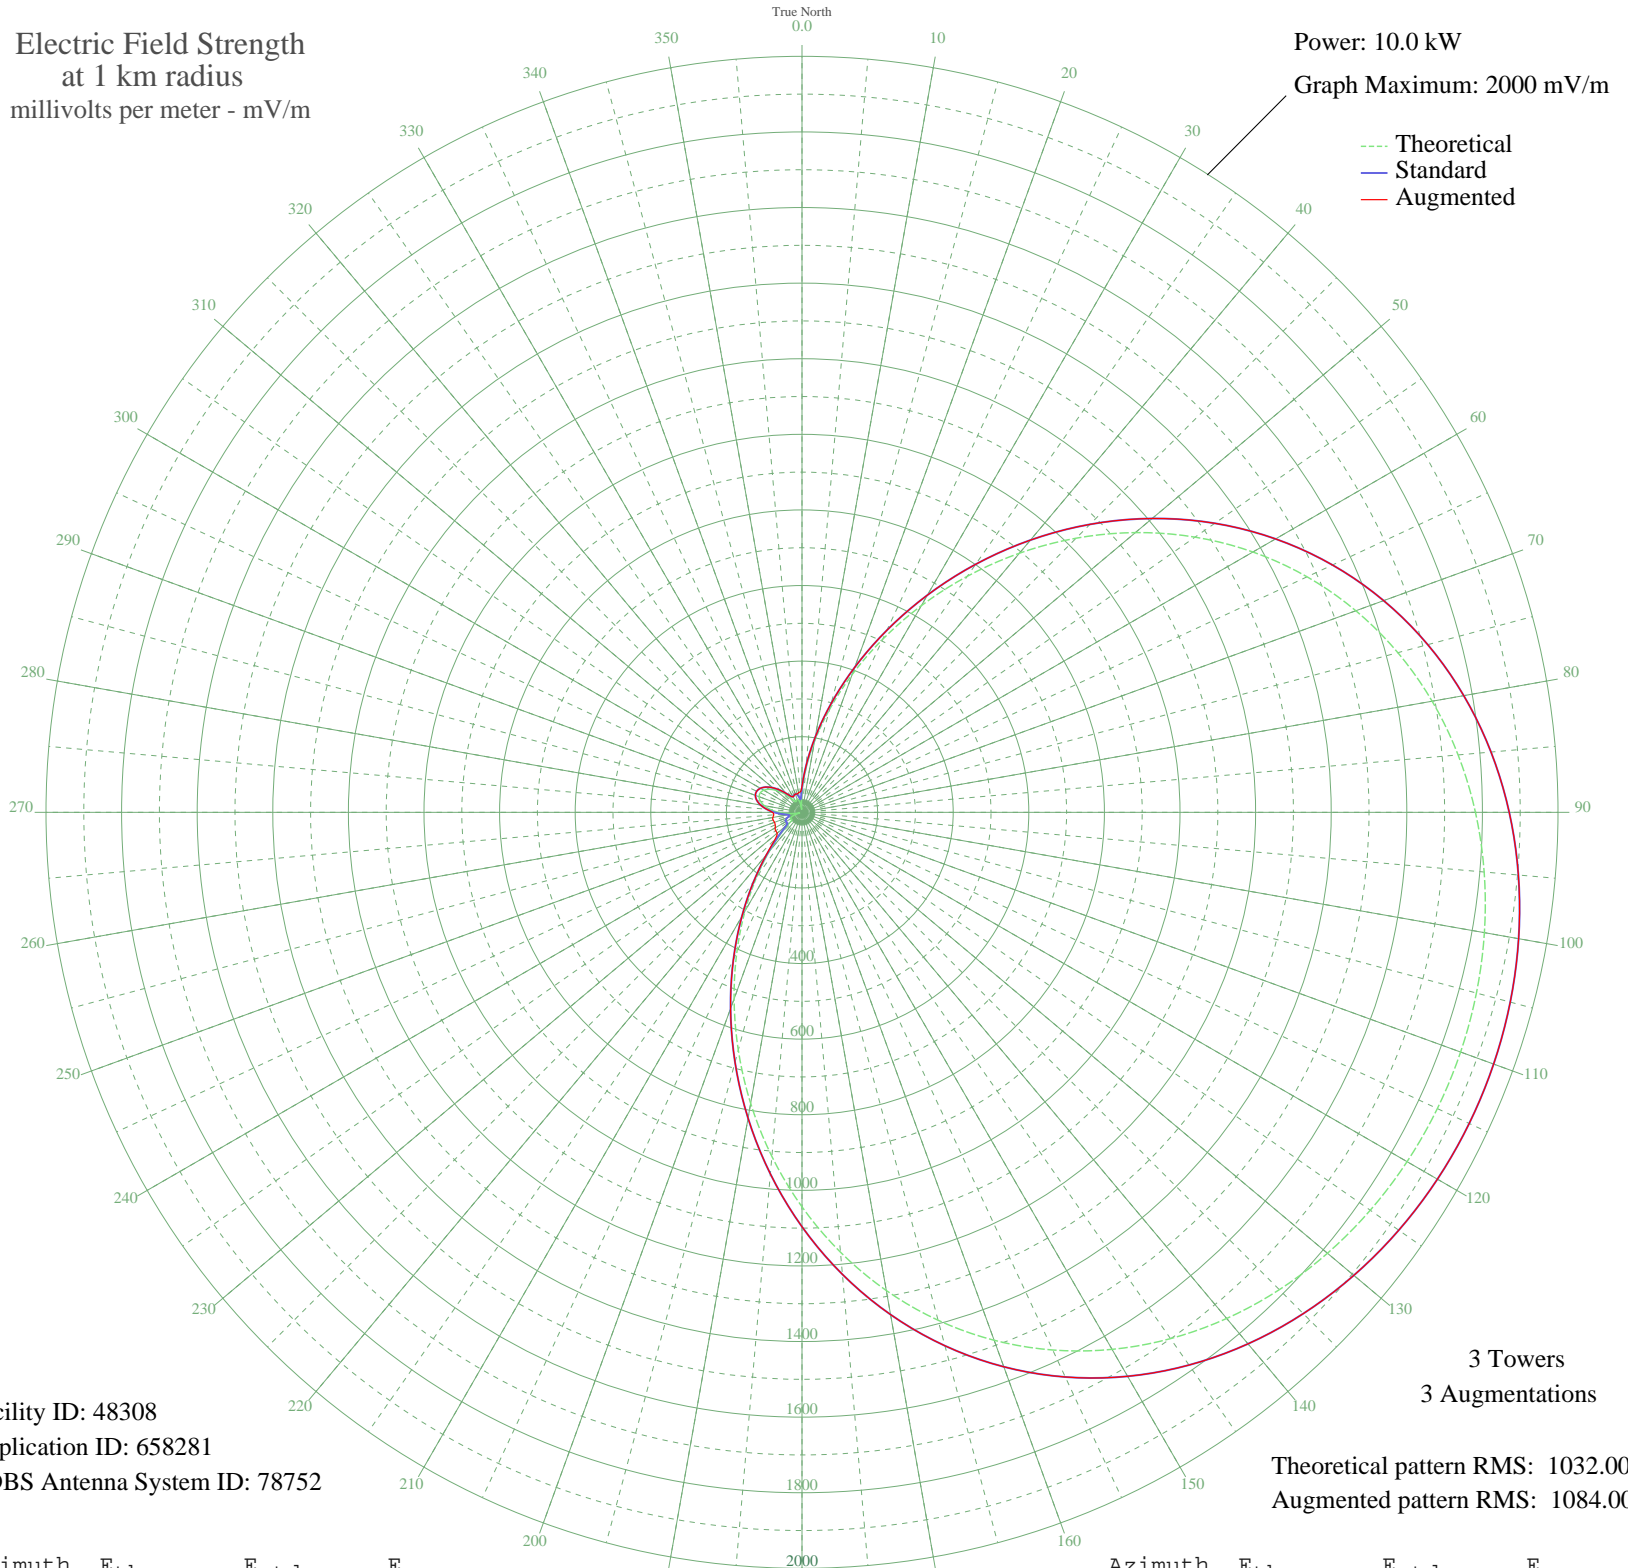 True North
Electric Field Strength
at 1 km radius
millivolts per meter - mV/m
Power: 10.0 kW
Graph Maximum: 2000 mV/m
Theoretical
Standard
Augmented
0.0
10
20
30
40
50
60
70
80
90
100
110
120
130
140
150
160
200
210
220
230
240
250
260
270
280
290
300
310
320
330
340
350
400
600
800
1000
1200
1400
1600
1800
2000
3 Towers
3 Augmentations
cility ID: 48308
plication ID: 658281
DBS Antenna System ID: 78752
Theoretical pattern RMS: 1032.00
Augmented pattern RMS: 1084.00
imuth
Azimuth